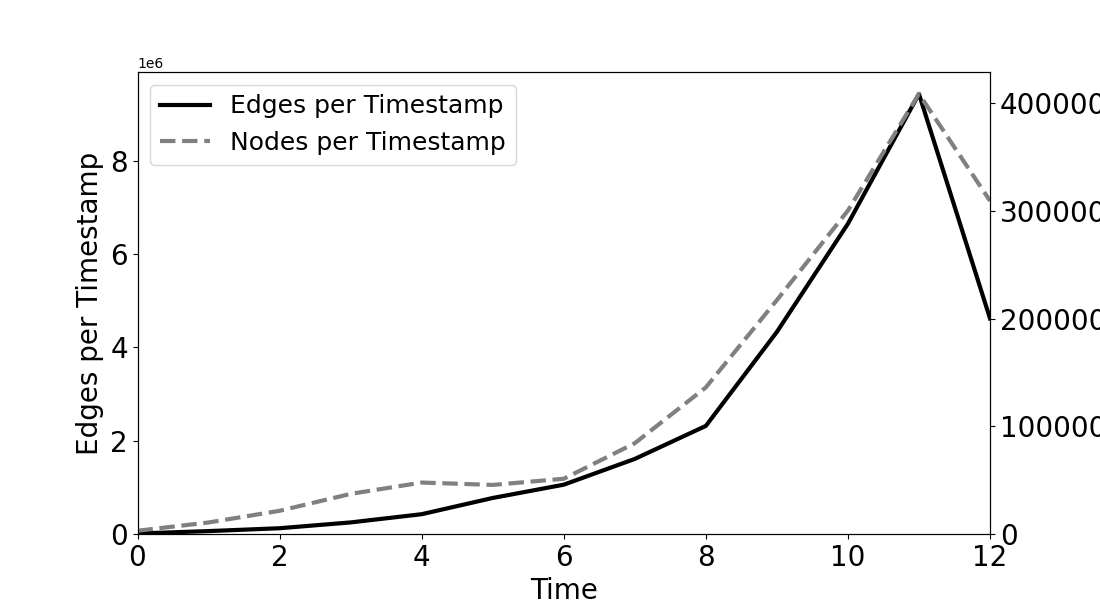 1e6
Edges per Timestamp
Nodes per Timestamp
Edges per Timestamp
8
6
4
2
0
400000
300000
200000
100000
0
0 2 4 6 8 10 12
Time